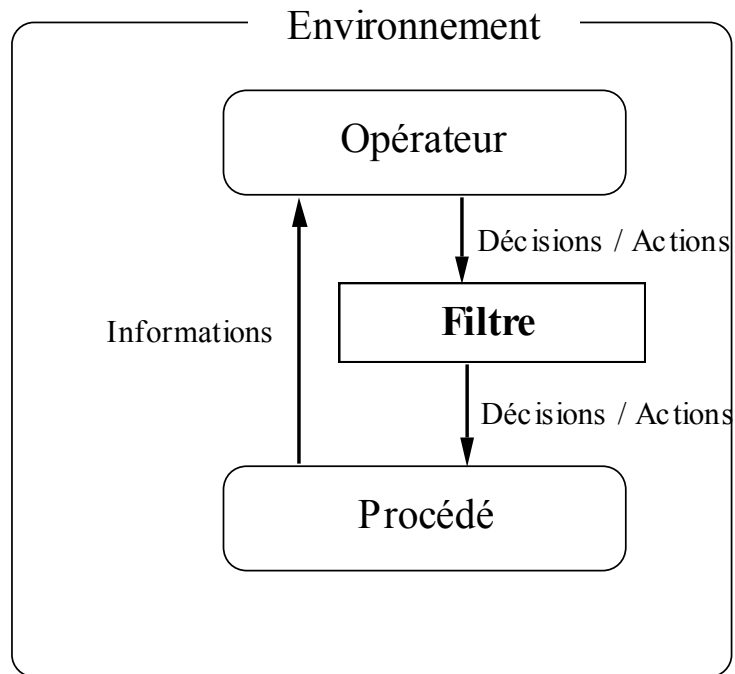 Environnement
Opérateur
Décisions / Actions
Filtre
Informations
Décisions / Actions
Procédé